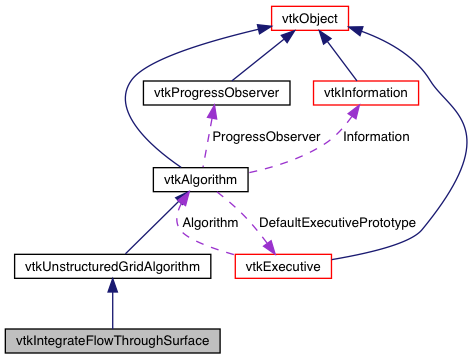 vtkObject
vtkProgressObserver
vtkInformation
ProgressObserver
Information
vtkAlgorithm
Algorithm
DefaultExecutivePrototype
vtkUnstructuredGridAlgorithm
vtkExecutive
vtkIntegrateFlowThroughSurface